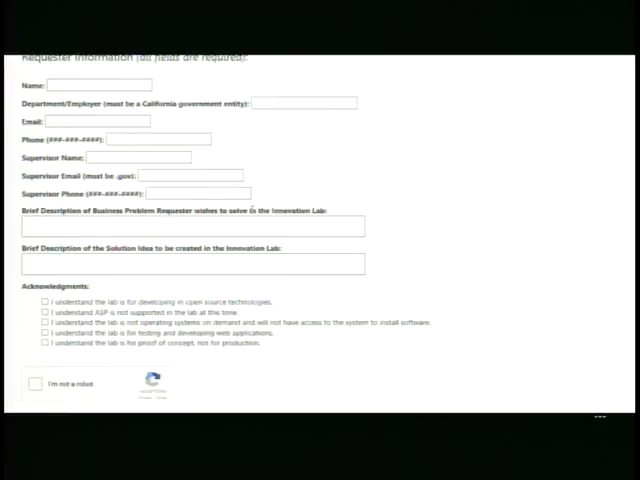 Requester Information (all fields are required):
Name:
Department/Employer (must be a California government entity):
Email:
Phone (###-###-####):
Supervisor Name:
Supervisor Email (must be .gov):
Supervisor Phone (###-###-####):
Brief Description of Business Problem Requester wishes to solve in the Innovation Lab:
Brief Description of the Solution Idea to be created in the Innovation Lab:
Acknowledgments:
I understand the lab is for developing in open source technologies.
I understand ASP is not supported in the lab at this time.
I understand the lab is not operating systems on demand and will not have access to the system to install software.
I understand the lab is for testing and developing web applications.
I understand the lab is for proof of concept, not for production.
I'm not a robot
reCAPTCHA